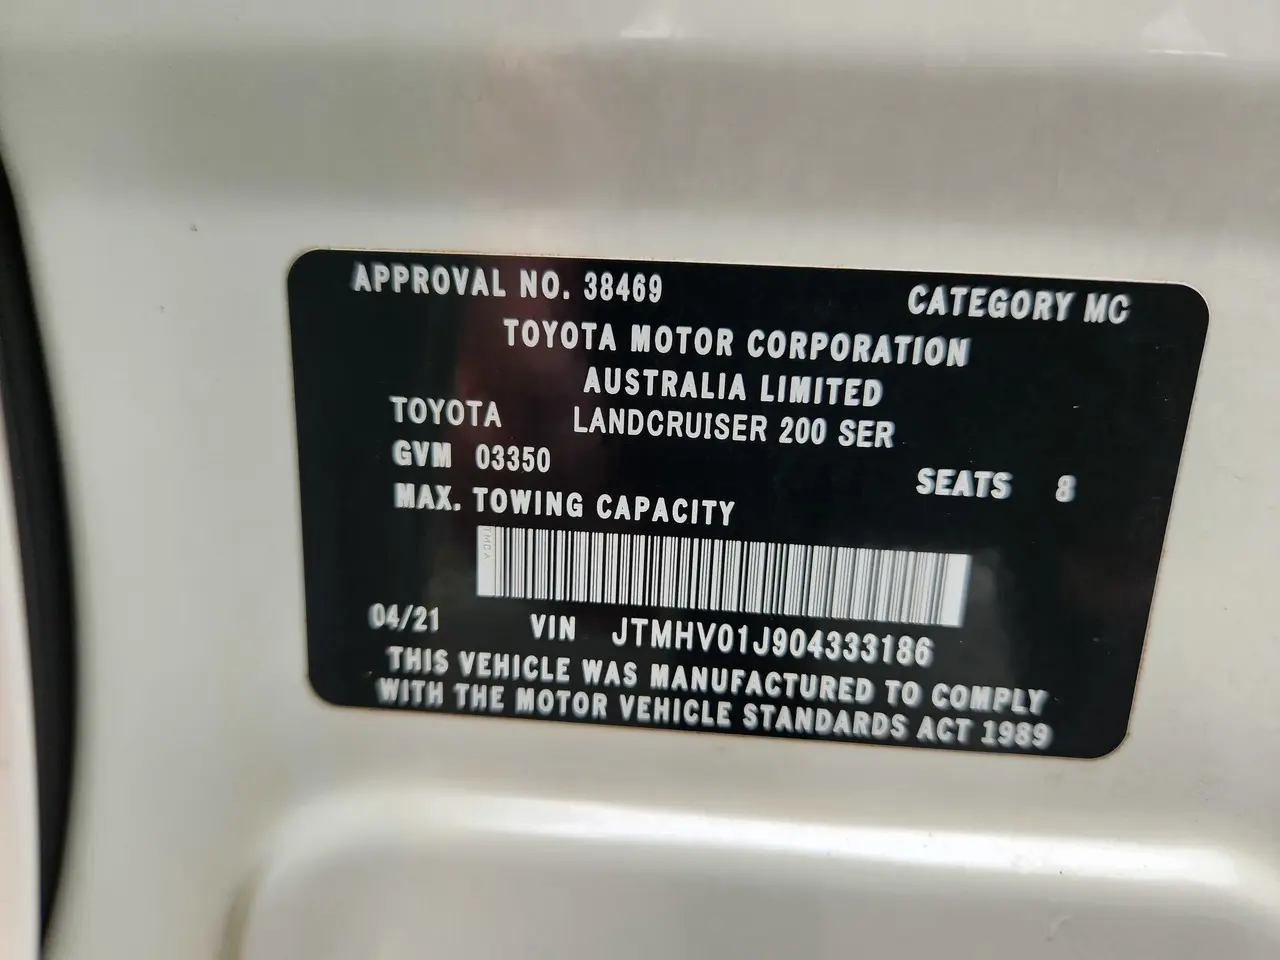 APPROVAL NO. 38469 CATEGORY MC
TOYOTA MOTOR CORPORATION
AUSTRALIA LIMITED
TOYOTA LANDCRUISER 200 SER
GVM 03350 SEATS 8
MAX. TOWING CAPACITY
TMCA
04/21 VIN JTMHV01J904333186
THIS VEHICLE WAS MANUFACTURED TO COMPLY
WITH THE MOTOR VEHICLE STANDARDS ACT 1989